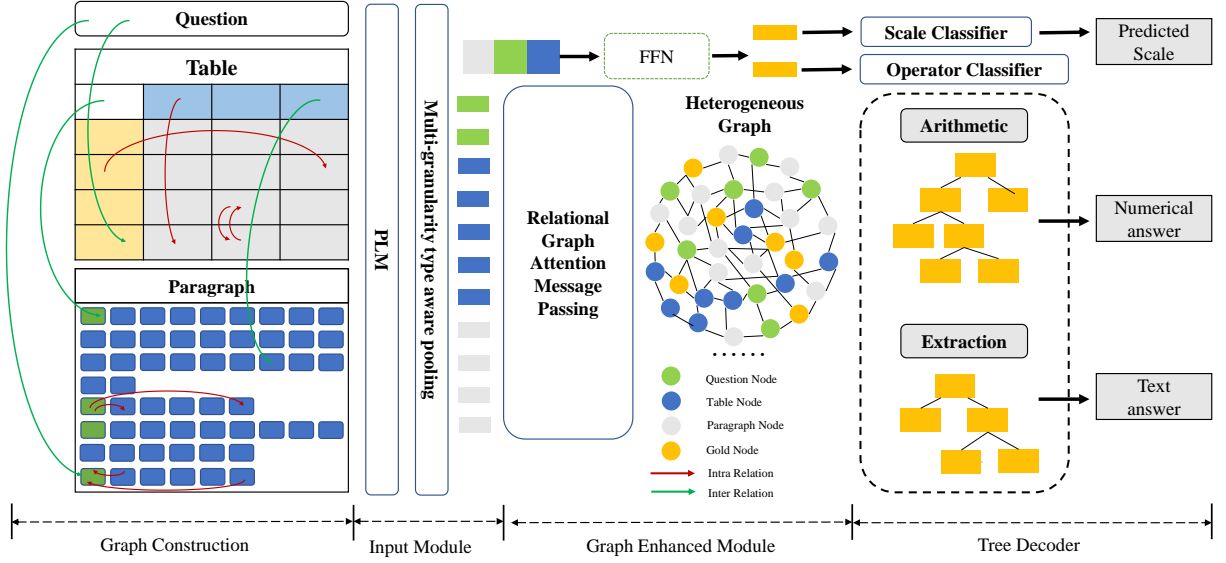 Question
Table
Paragraph
PLM
Multi-granularity type aware pooling
FFN
Scale Classifier
Operator Classifier
Predicted
Scale
Relational
Graph
Attention
Message
Passing
Heterogeneous
Graph
......
Question Node
Table Node
Paragraph Node
Gold Node
Intra Relation
Inter Relation
Arithmetic
Extraction
Numerical
answer
Text
answer
Graph Construction
Input Module
Graph Enhanced Module
Tree Decoder